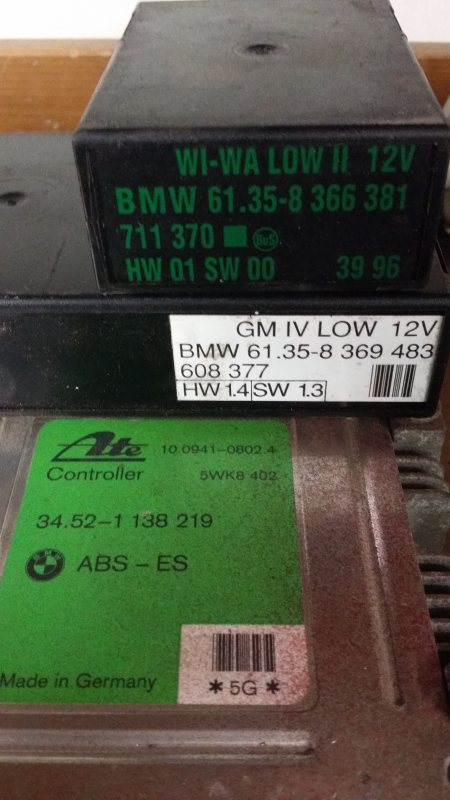 WI-WA LOW II 12V
BMW 61.35-8 366 381
711 370 BUS
HW 01 SW 00 39 96
GM IV LOW 12V
BMW 61.35-8 369 483
608 377
HW 1.4 SW 1.3
Ate 10.0941-0802.4
Controller 5WK8 402
34.52-1 138 219
BMW ABS - ES
Made in Germany
* 5G *